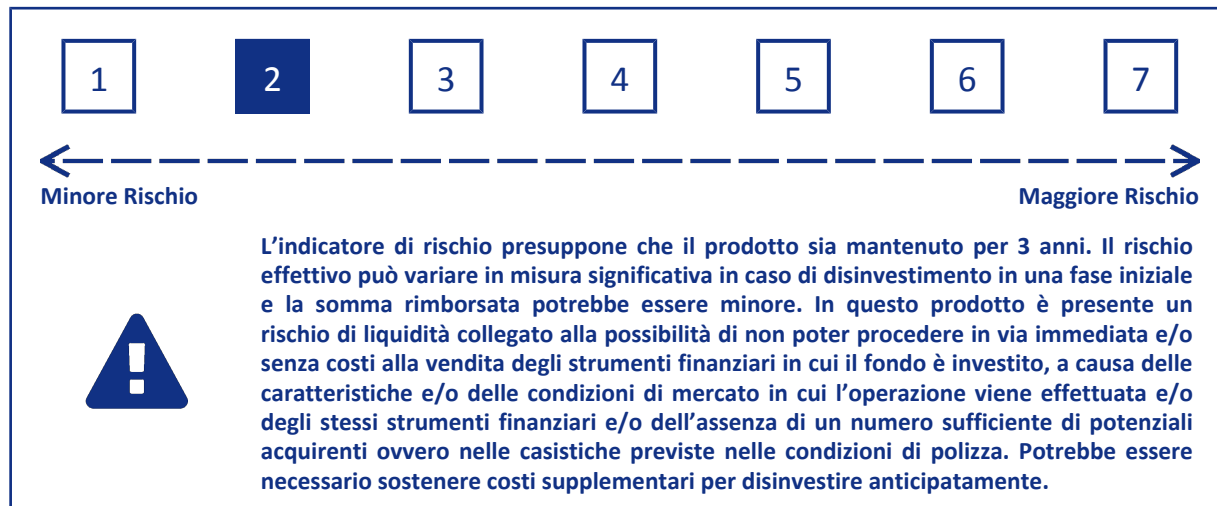 1 2 3 4 5 6 7
Minore Rischio Maggiore Rischio
L’indicatore di rischio presuppone che il prodotto sia mantenuto per 3 anni. Il rischio
effettivo può variare in misura significativa in caso di disinvestimento in una fase iniziale
e la somma rimborsata potrebbe essere minore. In questo prodotto è presente un
rischio di liquidità collegato alla possibilità di non poter procedere in via immediata e/o
senza costi alla vendita degli strumenti finanziari in cui il fondo è investito, a causa delle
caratteristiche e/o delle condizioni di mercato in cui l’operazione viene effettuata e/o
degli stessi strumenti finanziari e/o dell’assenza di un numero sufficiente di potenziali
acquirenti ovvero nelle casistiche previste nelle condizioni di polizza. Potrebbe essere
necessario sostenere costi supplementari per disinvestire anticipatamente.